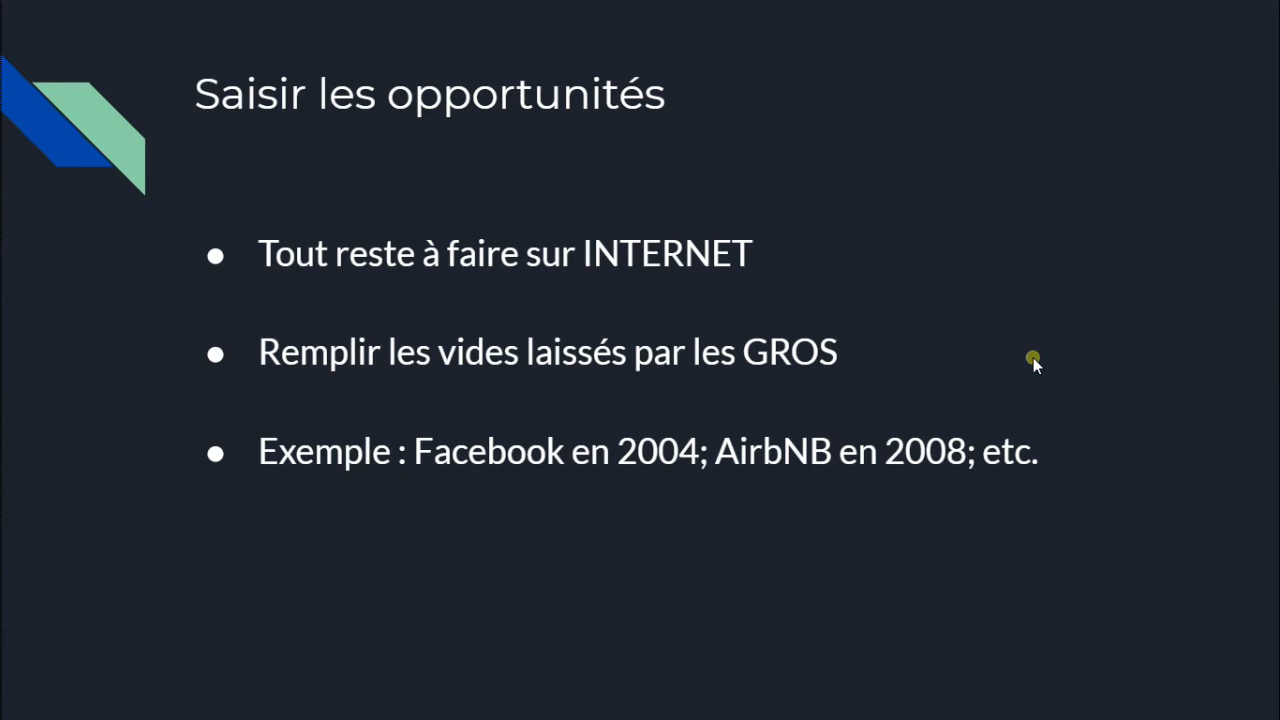 Saisir les opportunités
● Tout reste à faire sur INTERNET
● Remplir les vides laissés par les GROS
● Exemple : Facebook en 2004; AirbNB en 2008; etc.